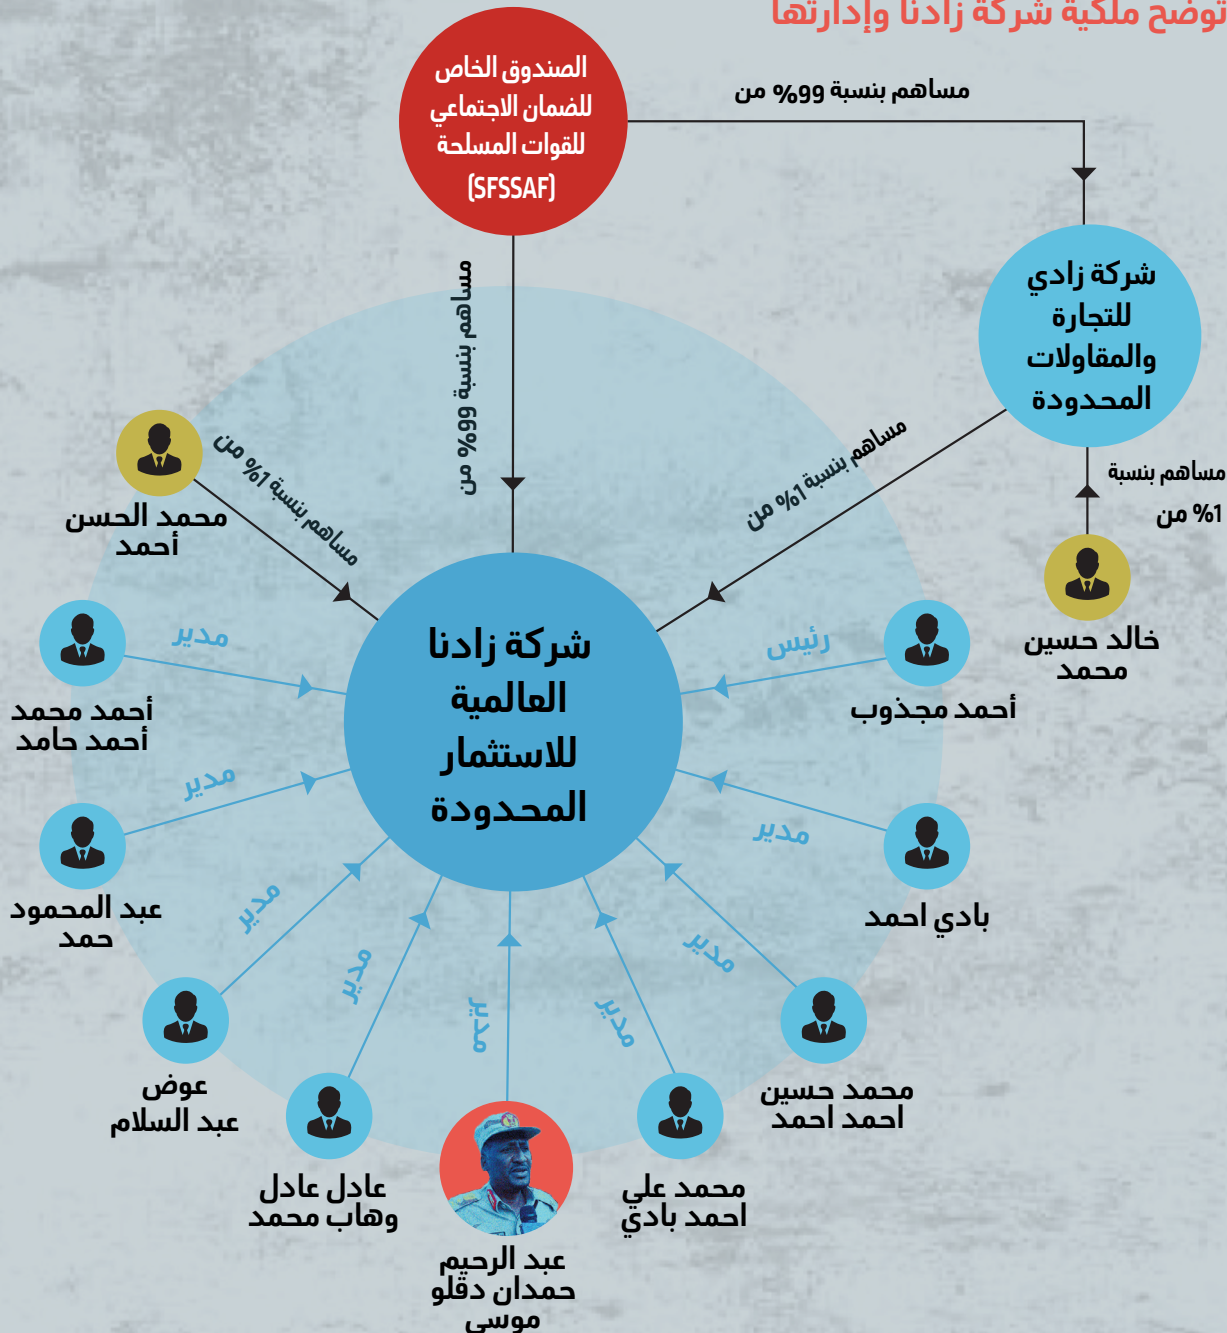 توضح ملكية شركة زادنا وإدارتها
الصندوق الخاص
للضمان الاجتماعي
للقوات المسلحة
(SFSSAF)
مساهم بنسبة 99% من
شركة زادي
للتجارة
والمقاولات
المحدودة
مساهم بنسبة 99% من
مساهم بنسبة 1% من
مساهم بنسبة 1% من
مساهم بنسبة
1% من
محمد الحسن
أحمد
خالد حسين
محمد
شركة زادنا
العالمية
للاستثمار
المحدودة
رئيس
أحمد مجذوب
مدير
أحمد محمد
أحمد حامد
مدير
بادي احمد
مدير
عبد المحمود
حمد
مدير
محمد حسين
احمد احمد
مدير
عوض
عبد السلام
مدير
محمد علي
احمد بادي
مدير
عادل عادل
وهاب محمد
مدير
عبد الرحيم
حمدان دقلو
موسى